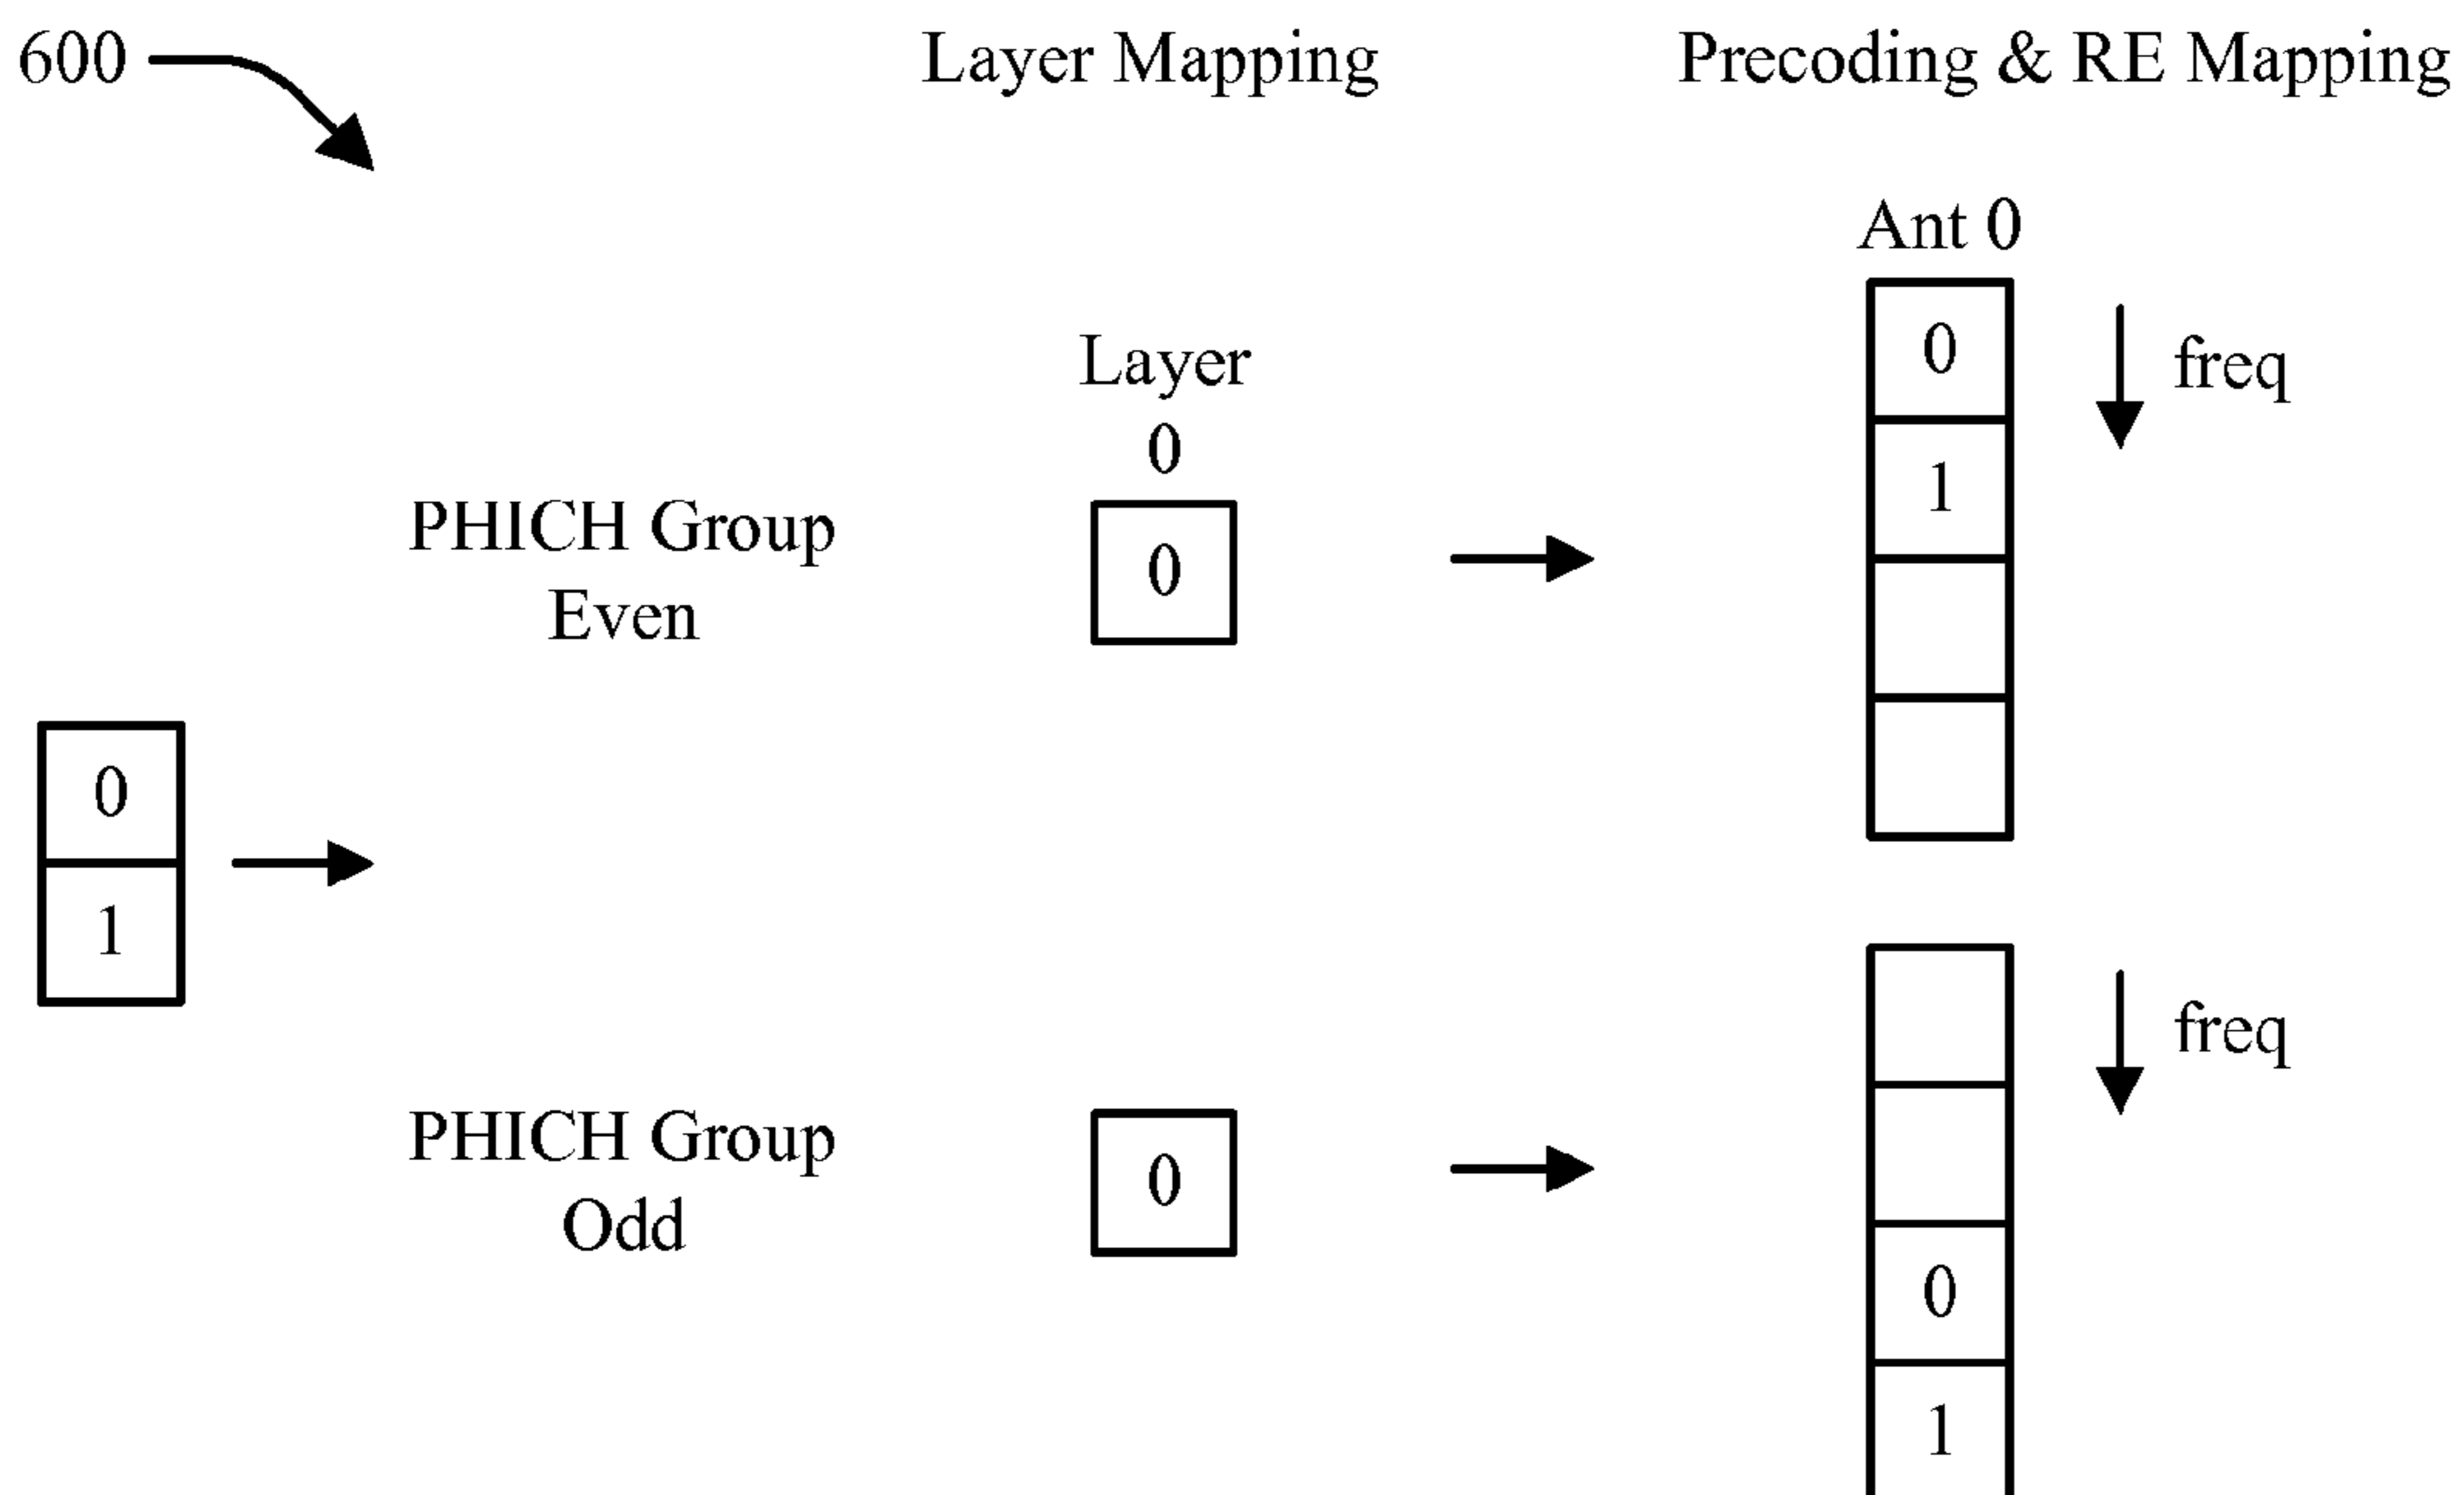 600
Layer Mapping
Precoding & RE Mapping
Ant 0
0
1
freq
Layer
0
0
PHICH Group
Even
0
1
freq
PHICH Group
Odd
0
0
1